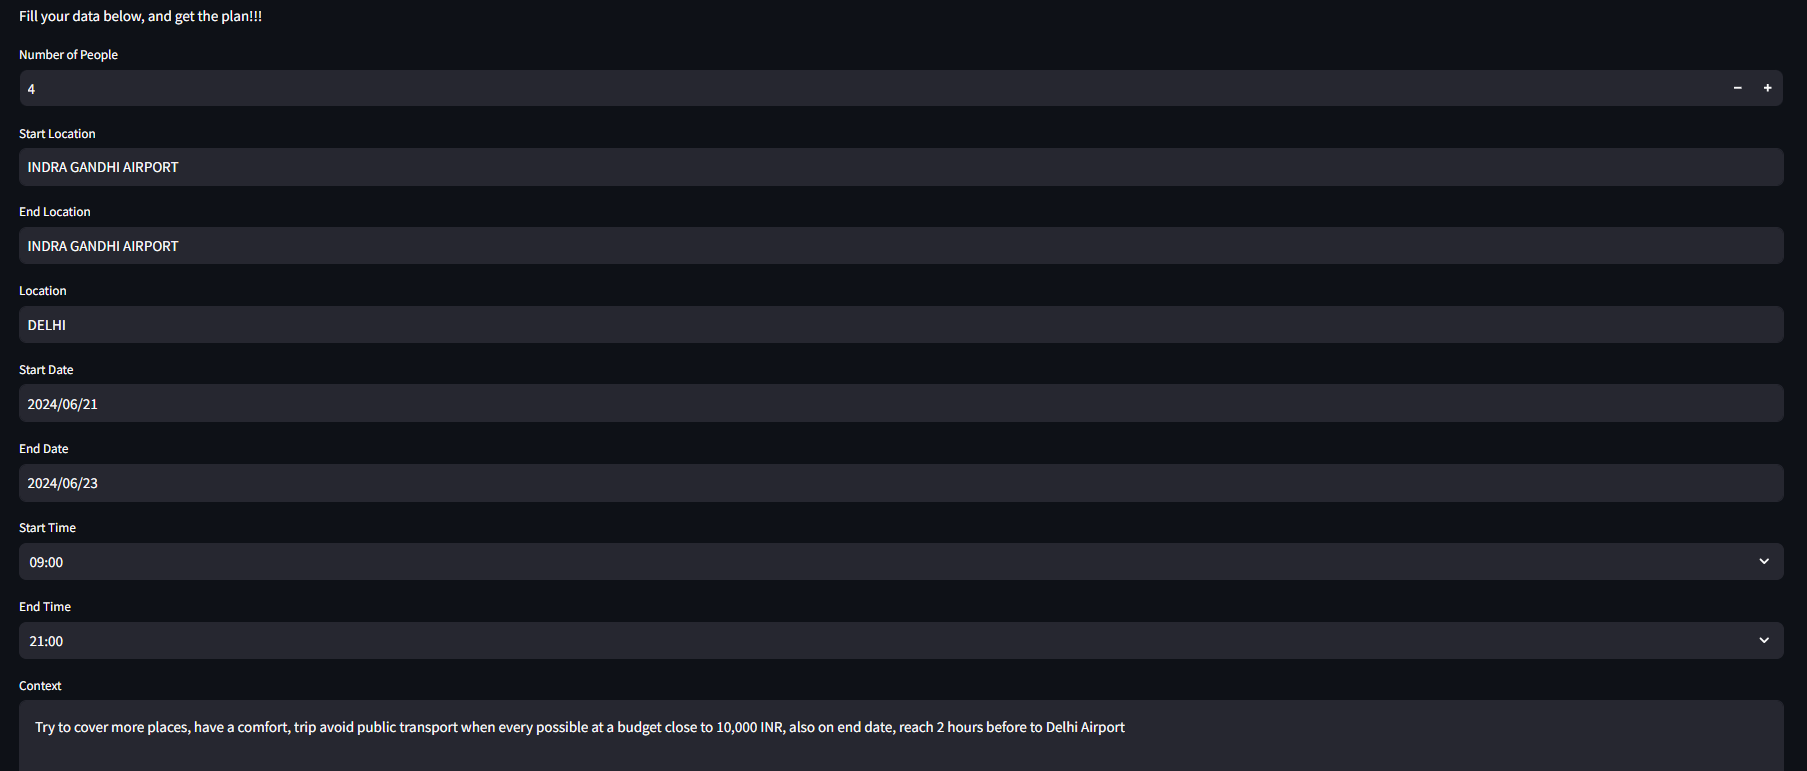 Fill your data below, and get the plan!!!
Number of People
4
Start Location
INDRA GANDHI AIRPORT
End Location
INDRA GANDHI AIRPORT
Location
DELHI
Start Date
2024/06/21
End Date
2024/06/23
Start Time
09:00
End Time
21:00
Context
Try to cover more places, have a comfort, trip avoid public transport when every possible at a budget close to 10,000 INR, also on end date, reach 2 hours before to Delhi Airport